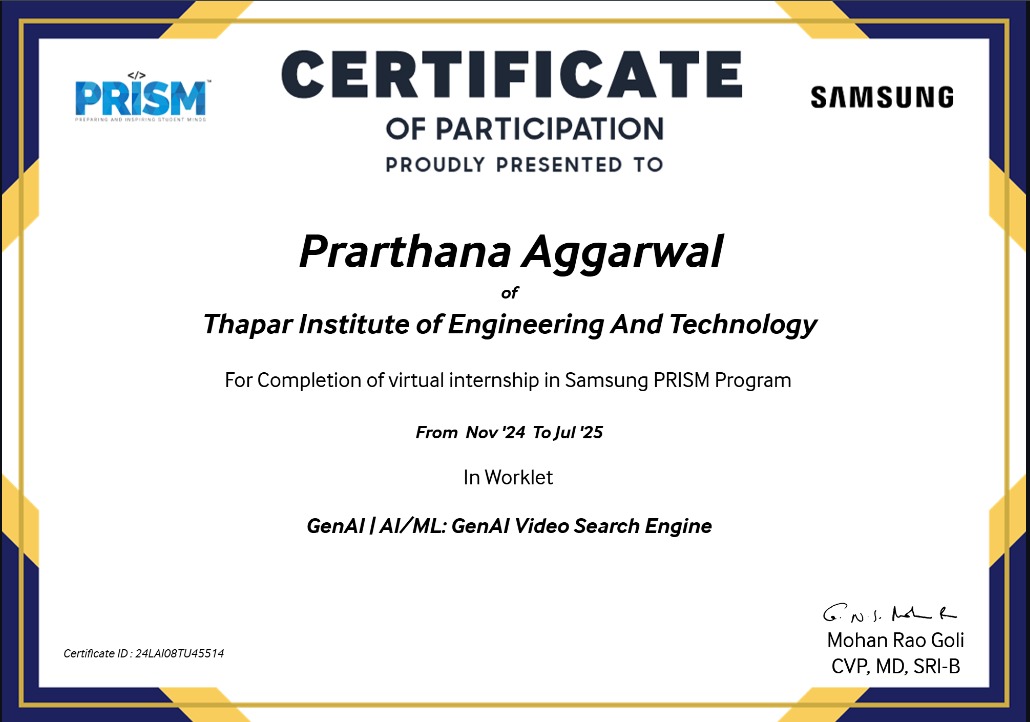 </>
PRİSM™
PREPARING AND INSPIRING STUDENT MINDS
SAMSUNG
CERTIFICATE
OF PARTICIPATION
PROUDLY PRESENTED TO
Prarthana Aggarwal
of
Thapar Institute of Engineering And Technology
For Completion of virtual internship in Samsung PRISM Program
From Nov '24 To Jul '25
In Worklet
GenAI | AI/ML: GenAI Video Search Engine
Mohan Rao Goli
CVP, MD, SRI-B
Certificate ID : 24LAI08TU45514